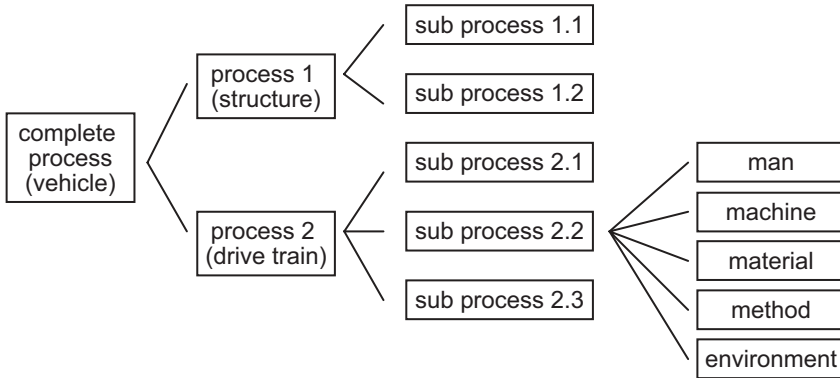 complete
process
(vehicle)
process 1
(structure)
process 2
(drive train)
sub process 1.1
sub process 1.2
sub process 2.1
sub process 2.2
sub process 2.3
man
machine
material
method
environment